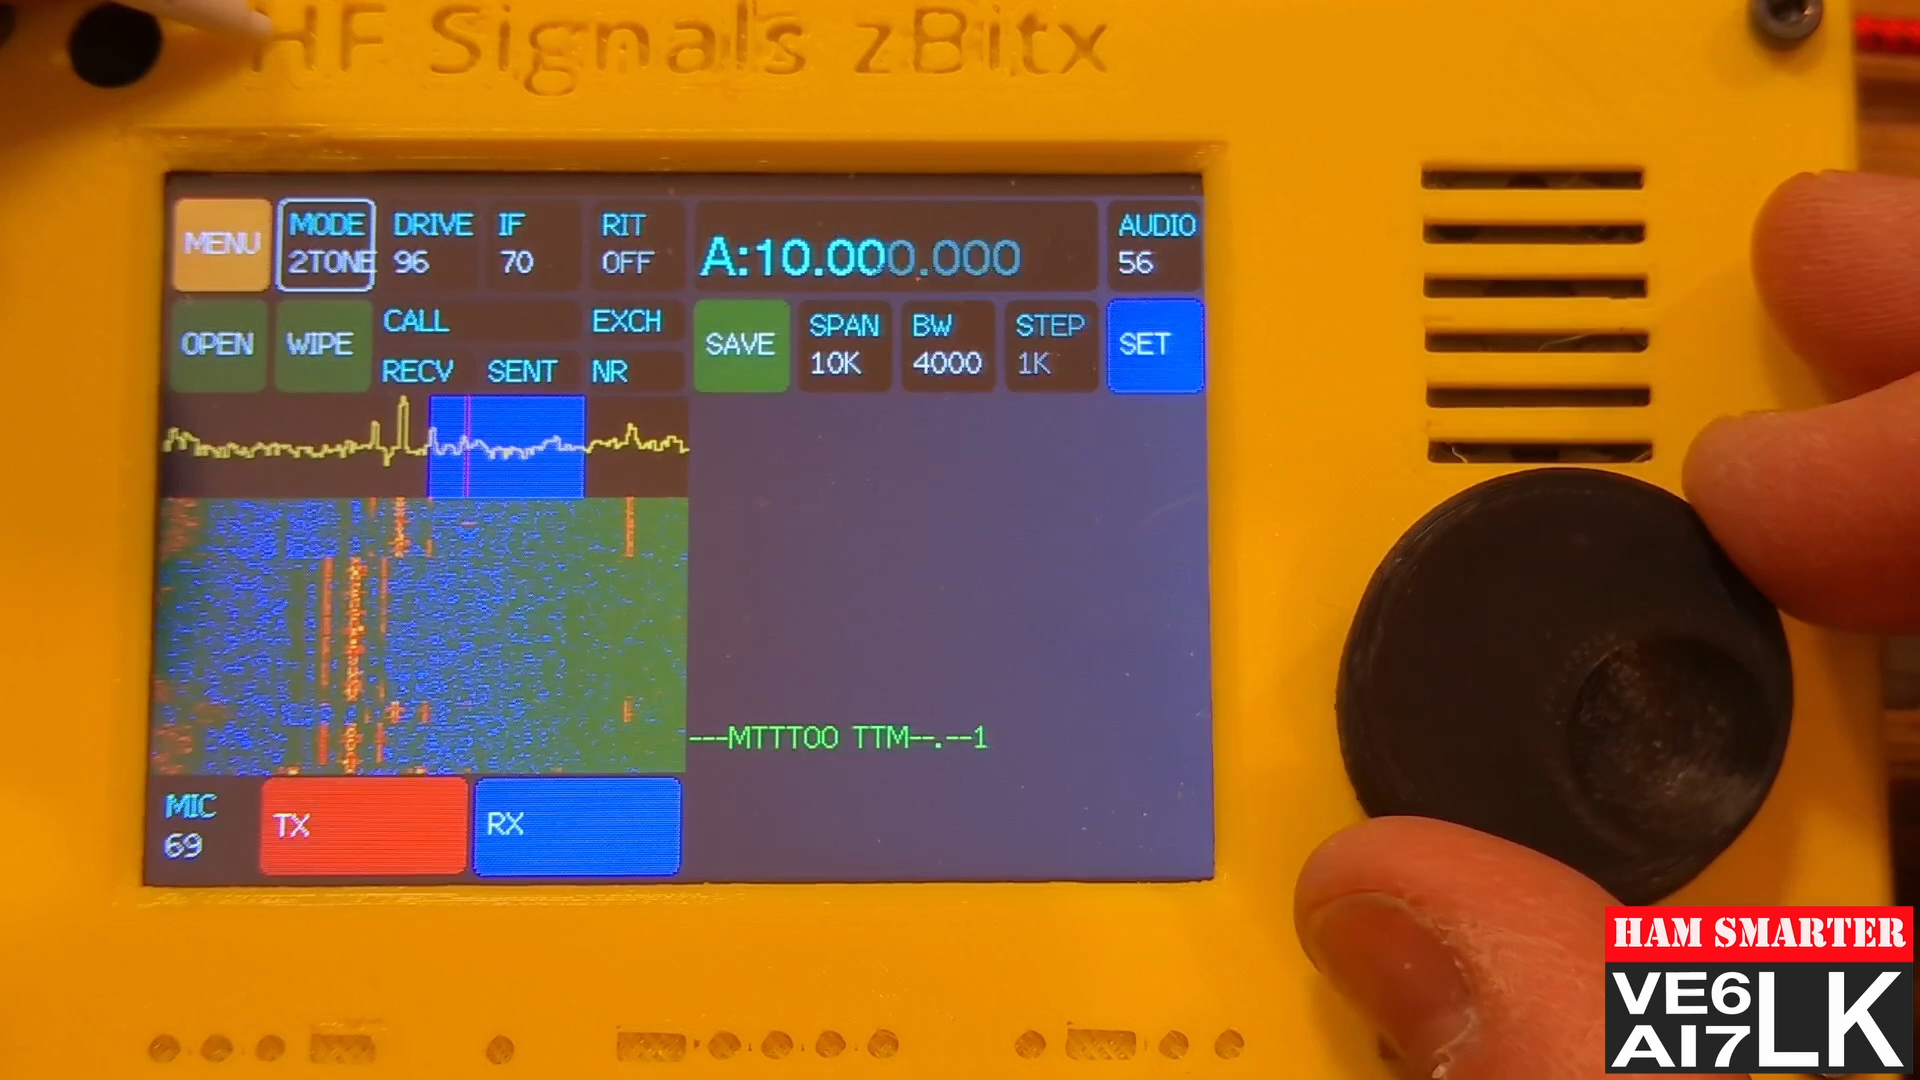 HF Signals zBitx
MENU MODE 2TONE DRIVE 96 IF 70 RIT OFF A:10.000.000 AUDIO 56
OPEN WIPE CALL EXCH SAVE SPAN 10K BW 4000 STEP 1K SET
RECV SENT NR
---MTTTOO TTM--.--1
MIC 69 TX RX
HAM SMARTER
VE6
AI7LK